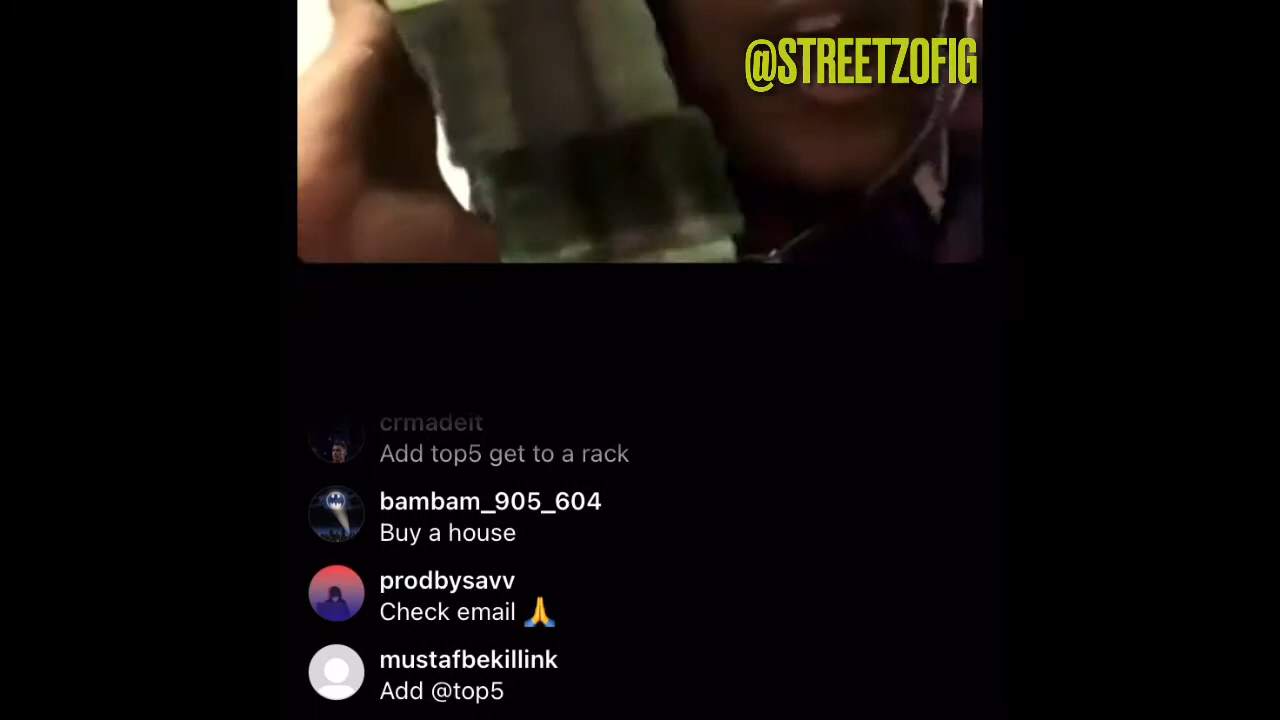 @STREETZOFIG
crmadeit
Add top5 get to a rack
bambam_905_604
Buy a house
prodbysavv
Check email 🙏
mustafbekillink
Add @top5